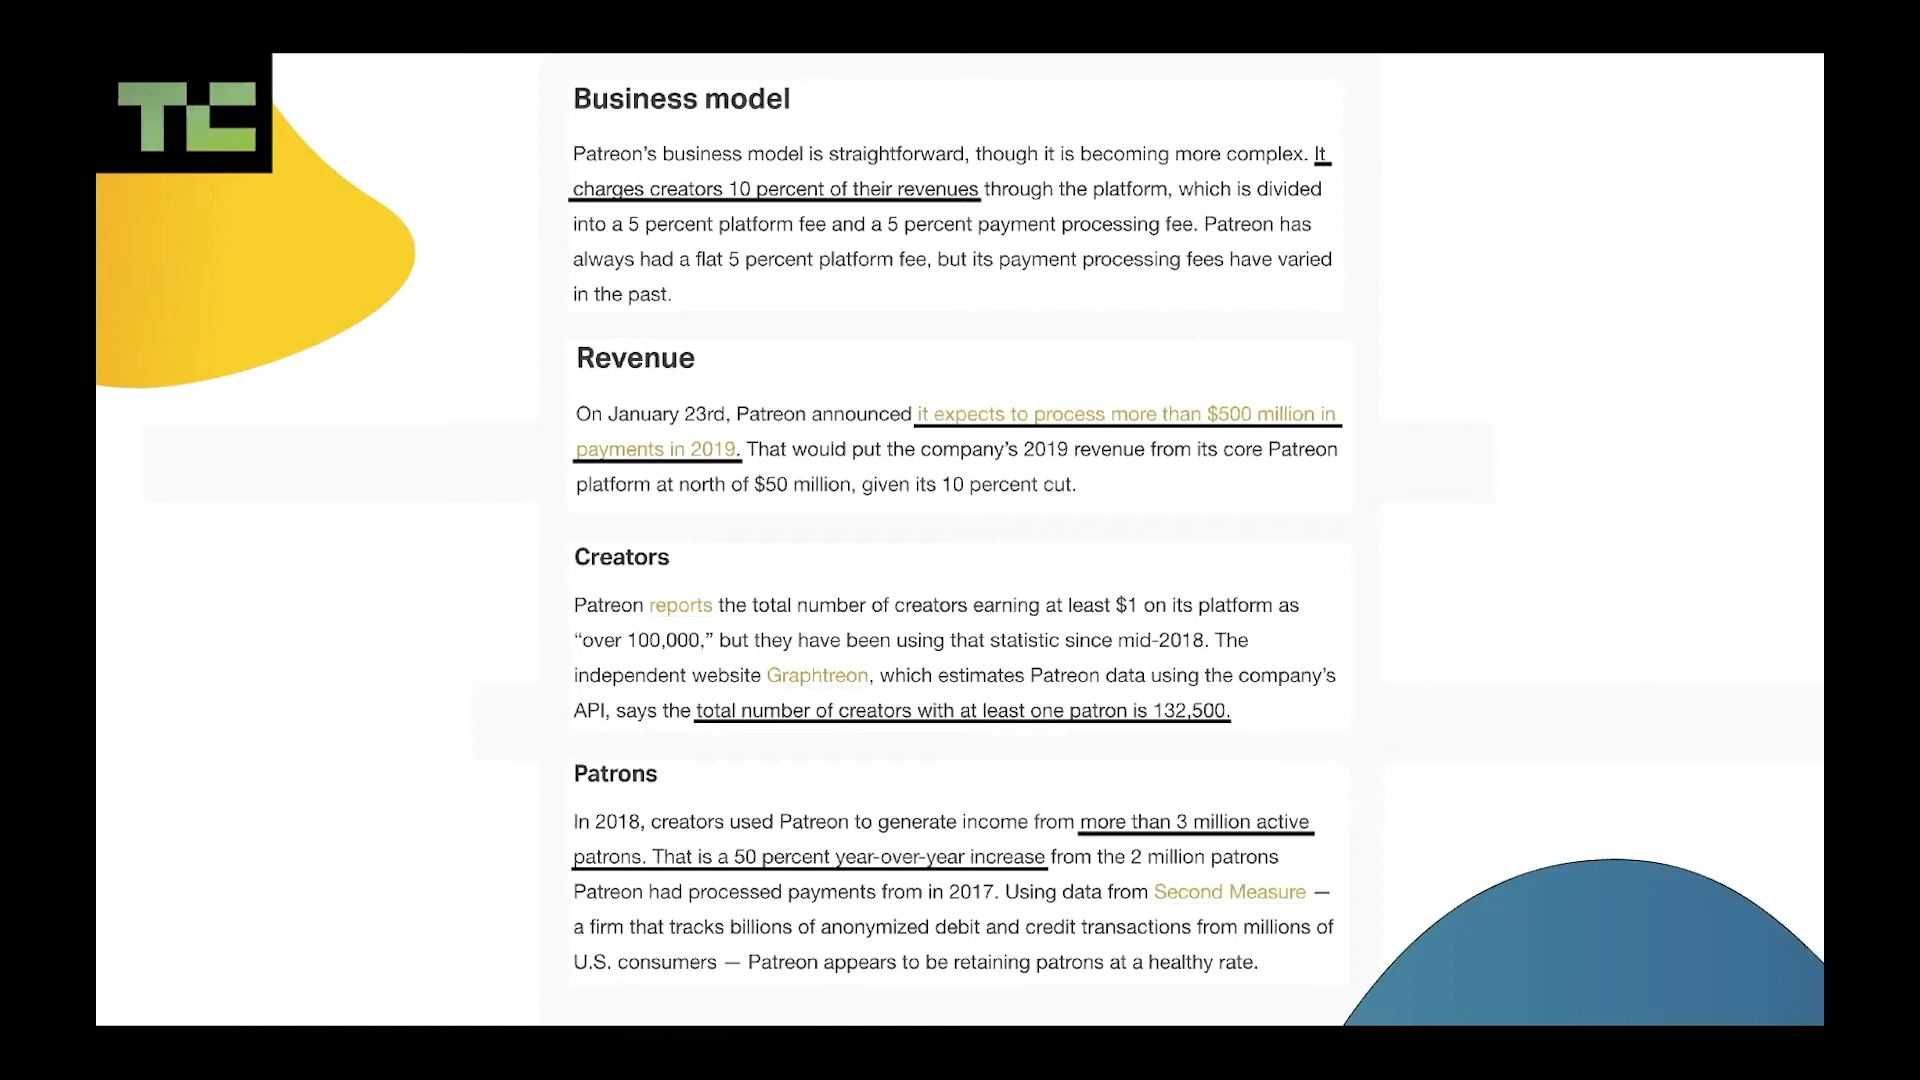 TC
Business model
Patreon’s business model is straightforward, though it is becoming more complex. It
charges creators 10 percent of their revenues through the platform, which is divided
into a 5 percent platform fee and a 5 percent payment processing fee. Patreon has
always had a flat 5 percent platform fee, but its payment processing fees have varied
in the past.
Revenue
On January 23rd, Patreon announced it expects to process more than $500 million in
payments in 2019. That would put the company’s 2019 revenue from its core Patreon
platform at north of $50 million, given its 10 percent cut.
Creators
Patreon reports the total number of creators earning at least $1 on its platform as
“over 100,000,” but they have been using that statistic since mid-2018. The
independent website Graphtreon, which estimates Patreon data using the company’s
API, says the total number of creators with at least one patron is 132,500.
Patrons
In 2018, creators used Patreon to generate income from more than 3 million active
patrons. That is a 50 percent year-over-year increase from the 2 million patrons
Patreon had processed payments from in 2017. Using data from Second Measure —
a firm that tracks billions of anonymized debit and credit transactions from millions of
U.S. consumers — Patreon appears to be retaining patrons at a healthy rate.